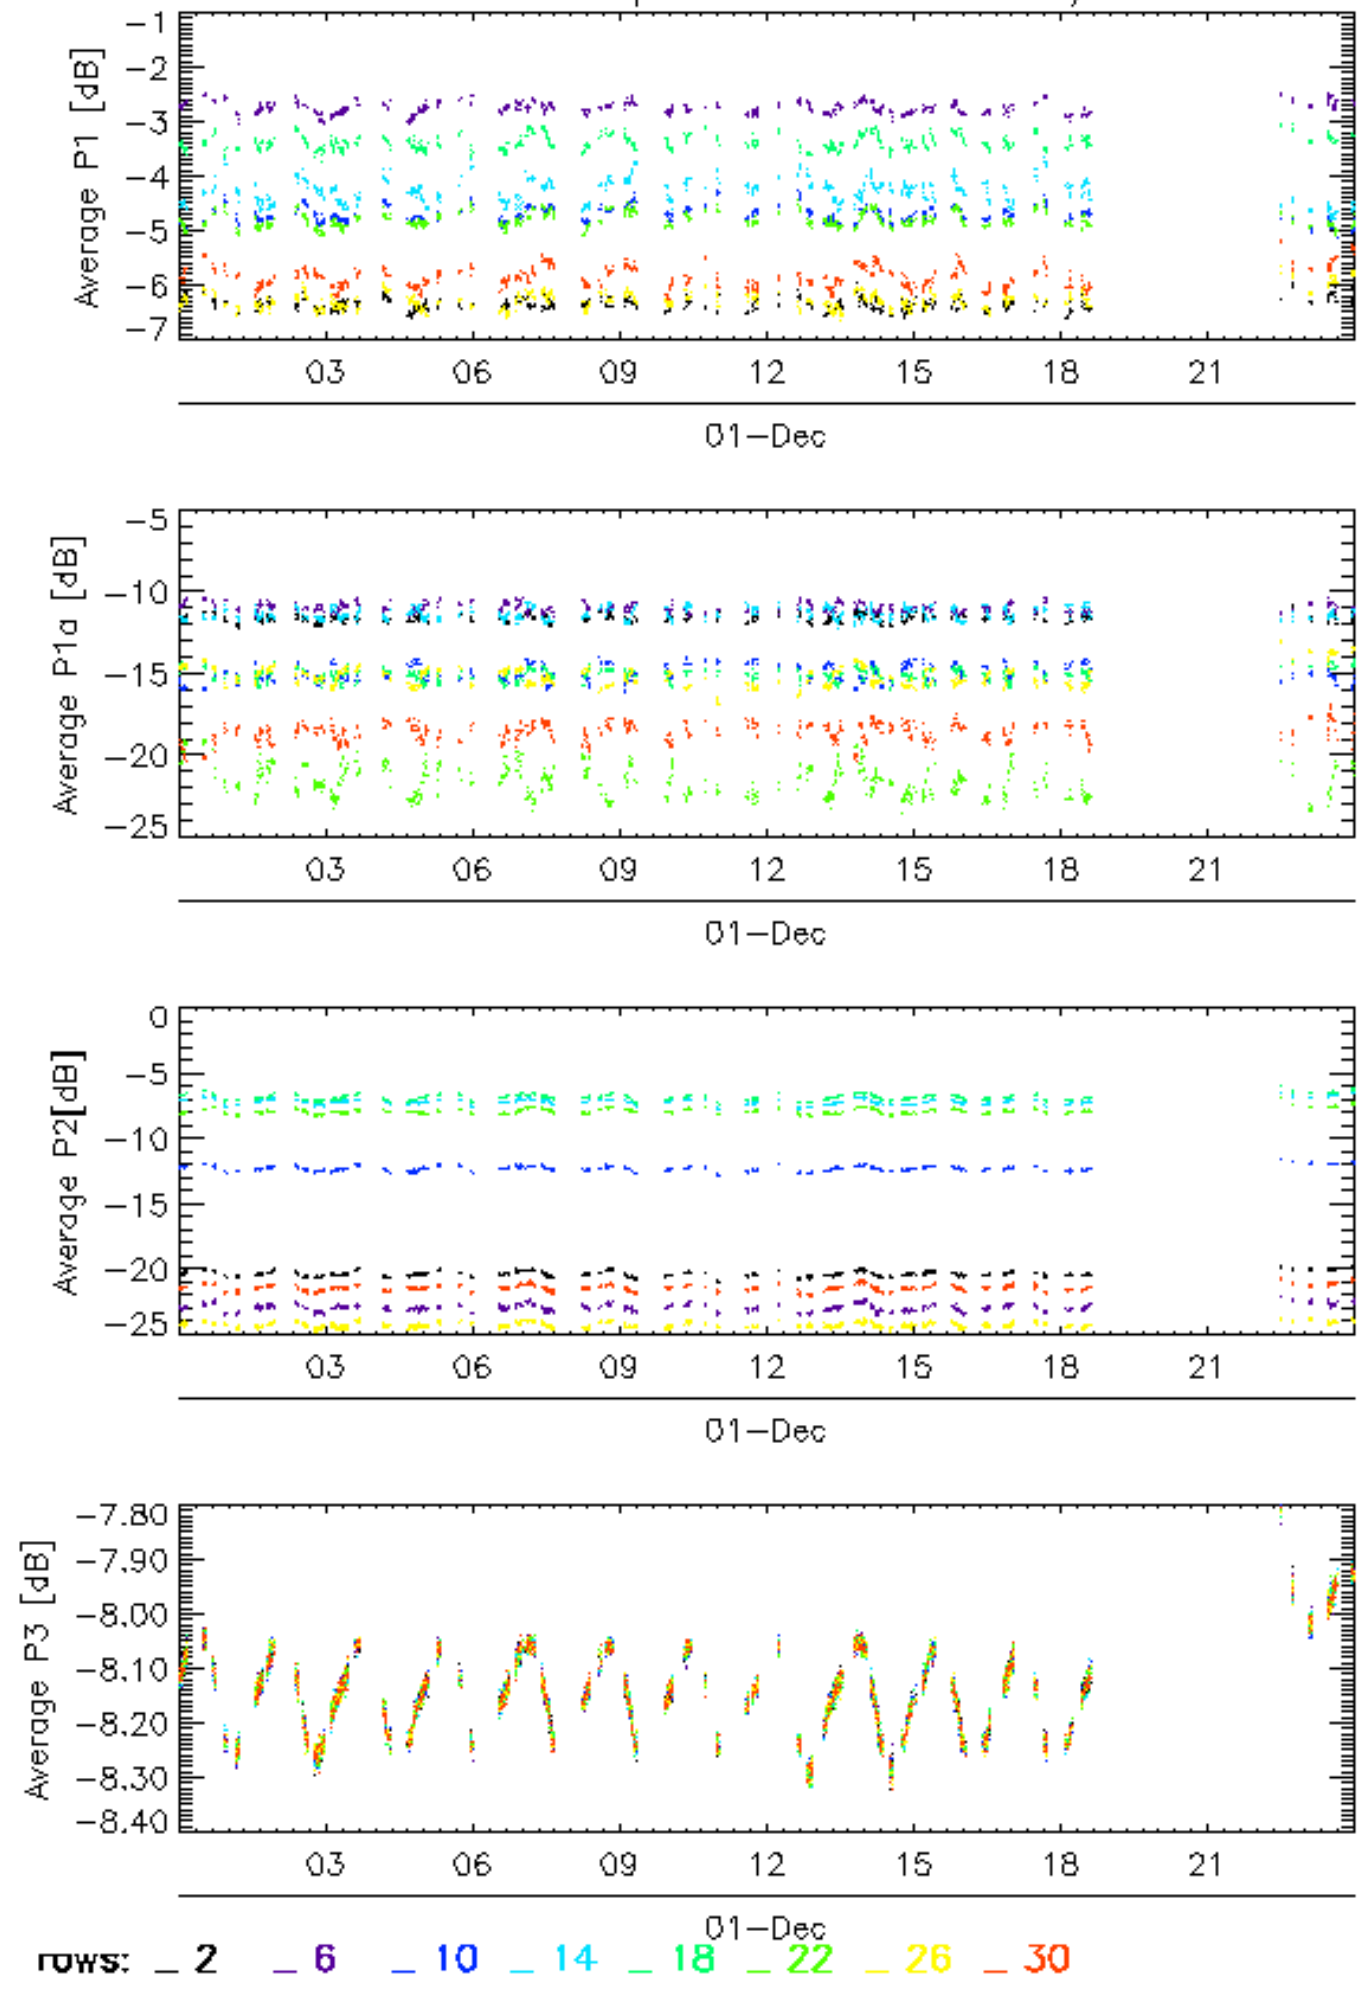 Average P1 [dB]
-1
-2
-3
-4
-5
-6
-7
03 06 09 12 15 18 21
01-Dec
Average P1a [dB]
-5
-10
-15
-20
-25
03 06 09 12 15 18 21
01-Dec
Average P2[dB]
0
-5
-10
-15
-20
-25
03 06 09 12 15 18 21
01-Dec
Average P3 [dB]
-7.80
-7.90
-8.00
-8.10
-8.20
-8.30
-8.40
03 06 09 12 15 18 21
01-Dec
rows: _ 2 _ 6 _ 10 _ 14 _ 18 _ 22 _ 26 _ 30